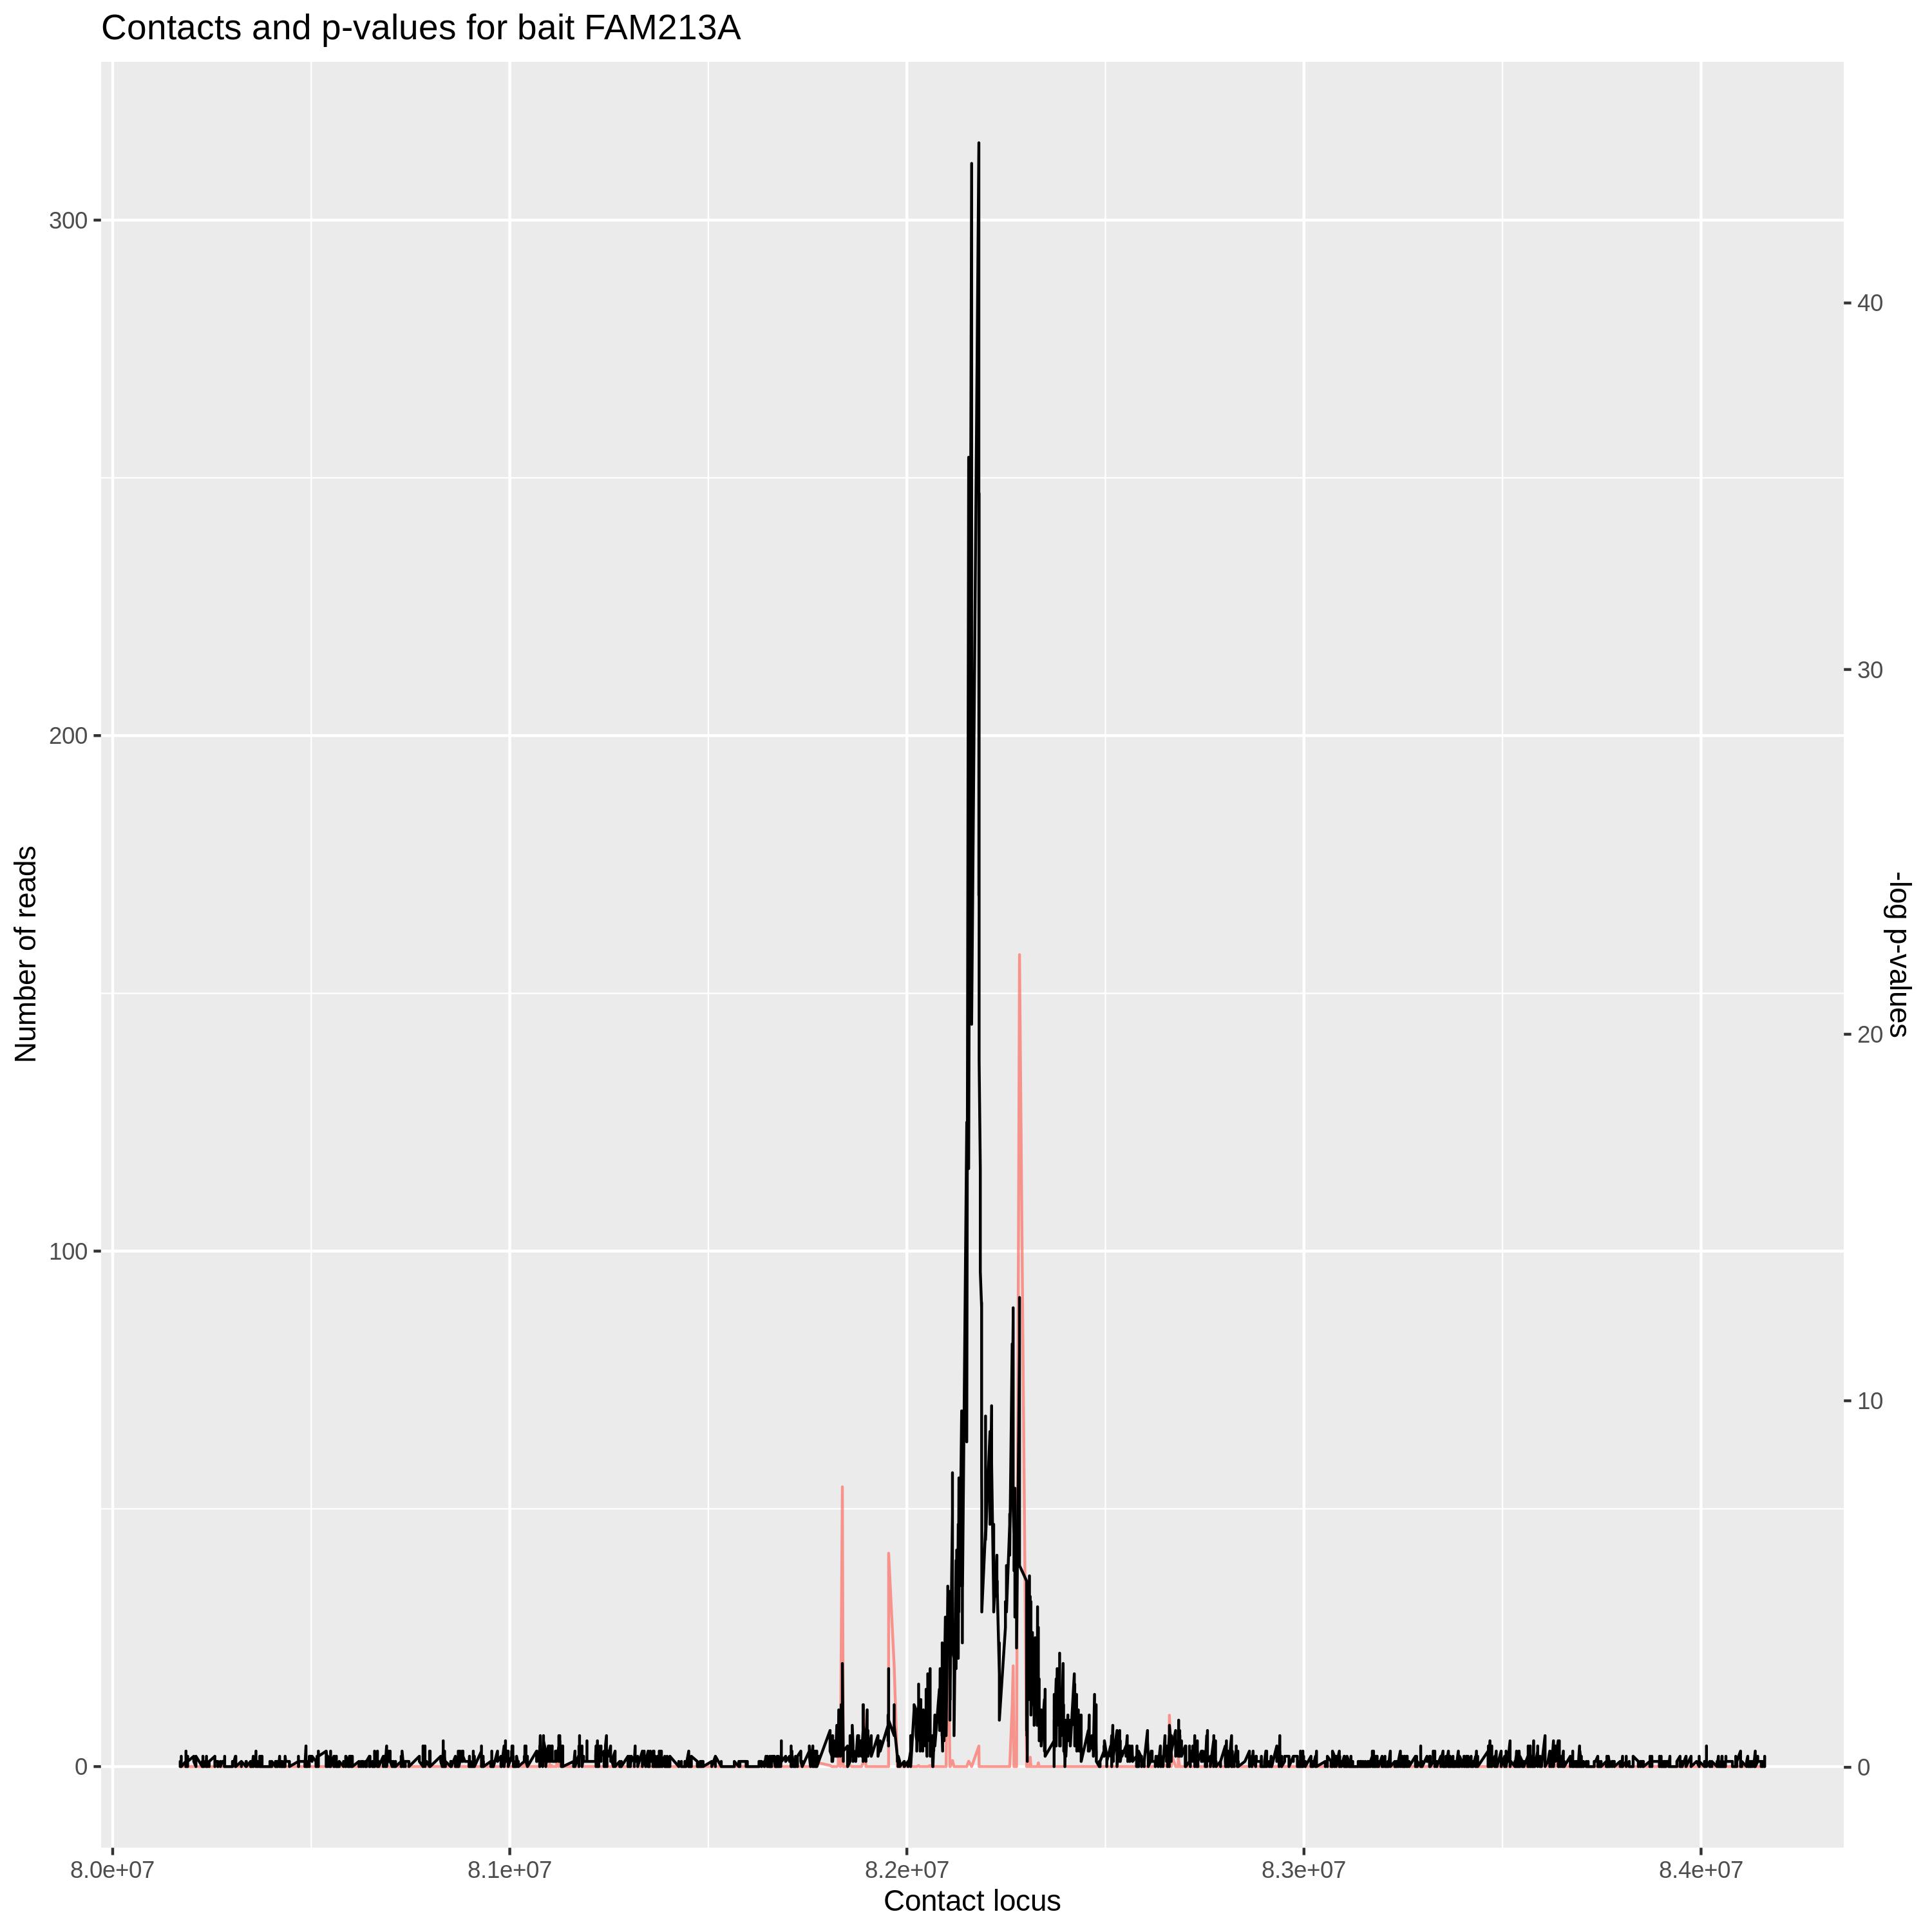 Contacts and p-values for bait FAM213A
300
200
100
0
Number of reads
40
30
20
10
0
-log p-values
8.0e+07
8.1e+07
8.2e+07
8.3e+07
8.4e+07
Contact locus